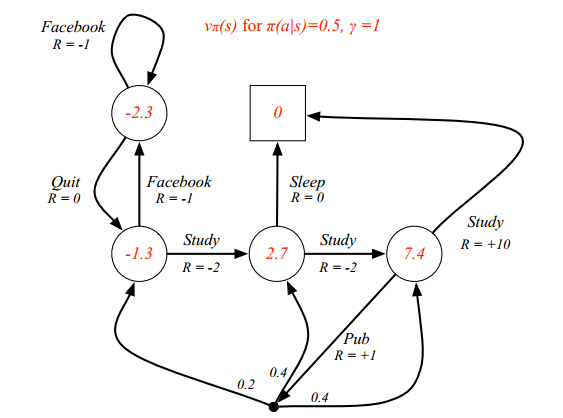 Facebook
R = -1
vπ(s) for π(a|s)=0.5, γ =1
-2.3
0
Quit
R = 0
Facebook
R = -1
Sleep
R = 0
Study
R = +10
-1.3
Study
R = -2
2.7
Study
R = -2
7.4
Pub
R = +1
0.2
0.4
0.4